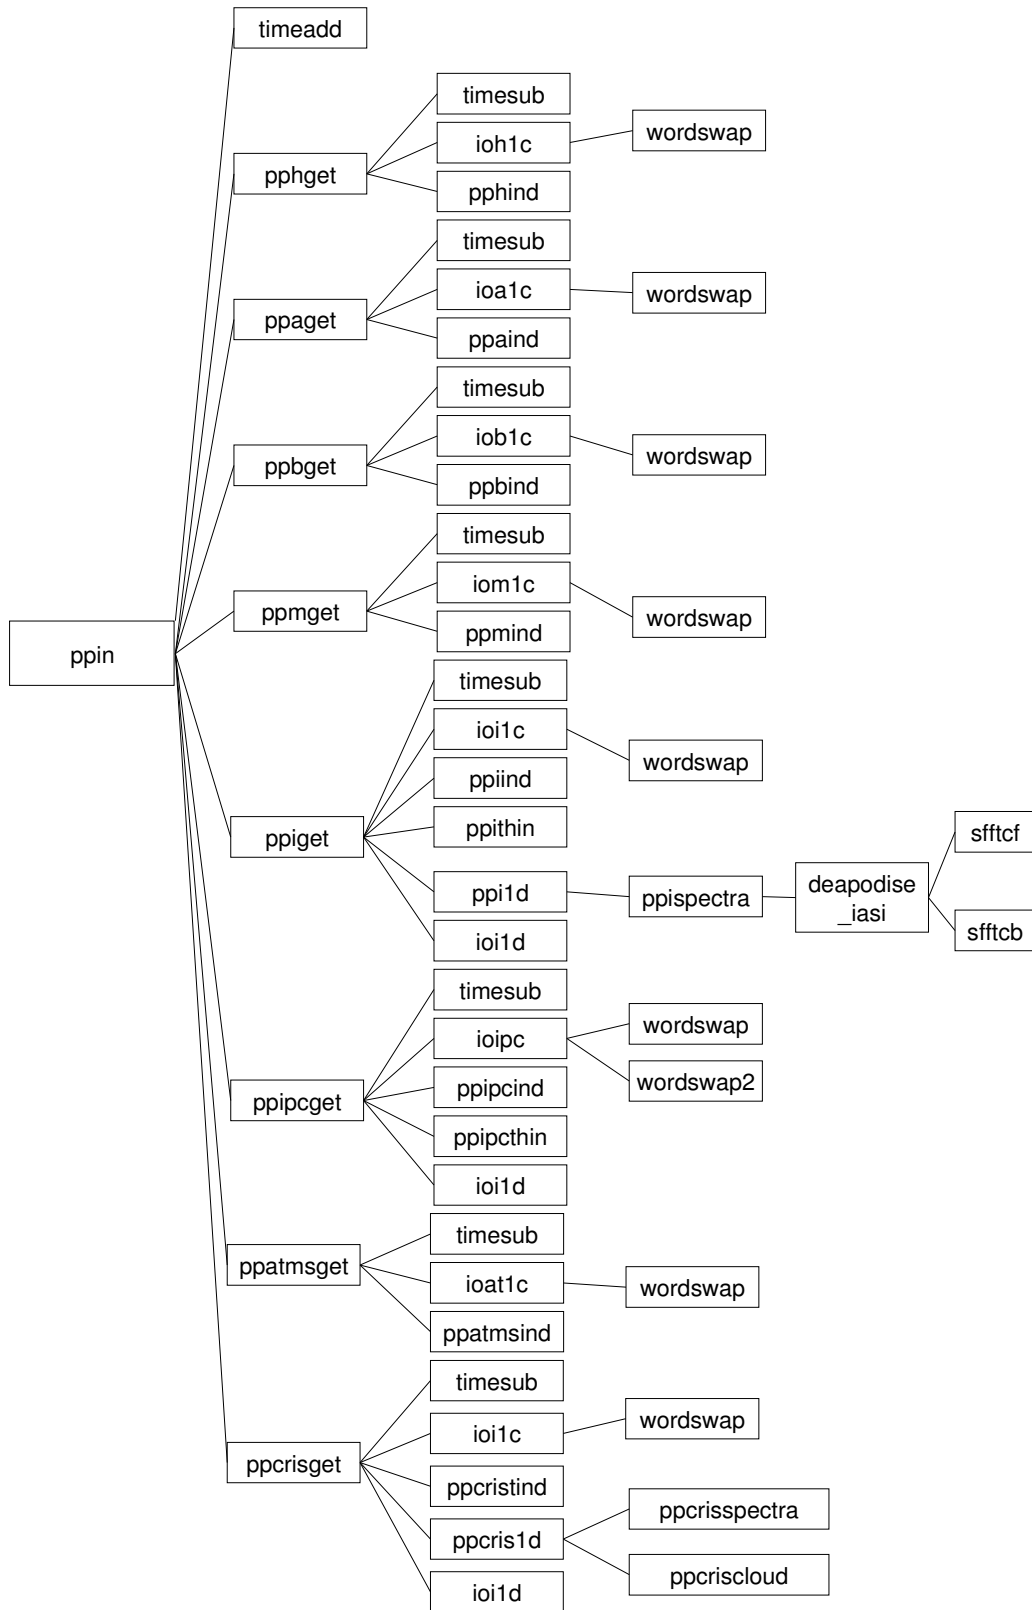 timeadd
timesub
ioh1c
wordswap
pphget
pphind
timesub
ioa1c
wordswap
ppaget
ppaind
timesub
iob1c
wordswap
ppbget
ppbind
timesub
iom1c
wordswap
ppmget
ppmind
ppin
timesub
ioi1c
wordswap
ppiind
ppithin
ppiget
ppi1d
ppispectra
deapodise
_iasi
sfftcf
sfftcb
ioi1d
timesub
ioipc
wordswap
wordswap2
ppipcget
ppipcind
ppipcthin
ioi1d
timesub
ppatmsget
ioat1c
wordswap
ppatmsind
timesub
ioi1c
wordswap
ppcrisget
ppcristind
ppcris1d
ppcrisspectra
ppcriscloud
ioi1d